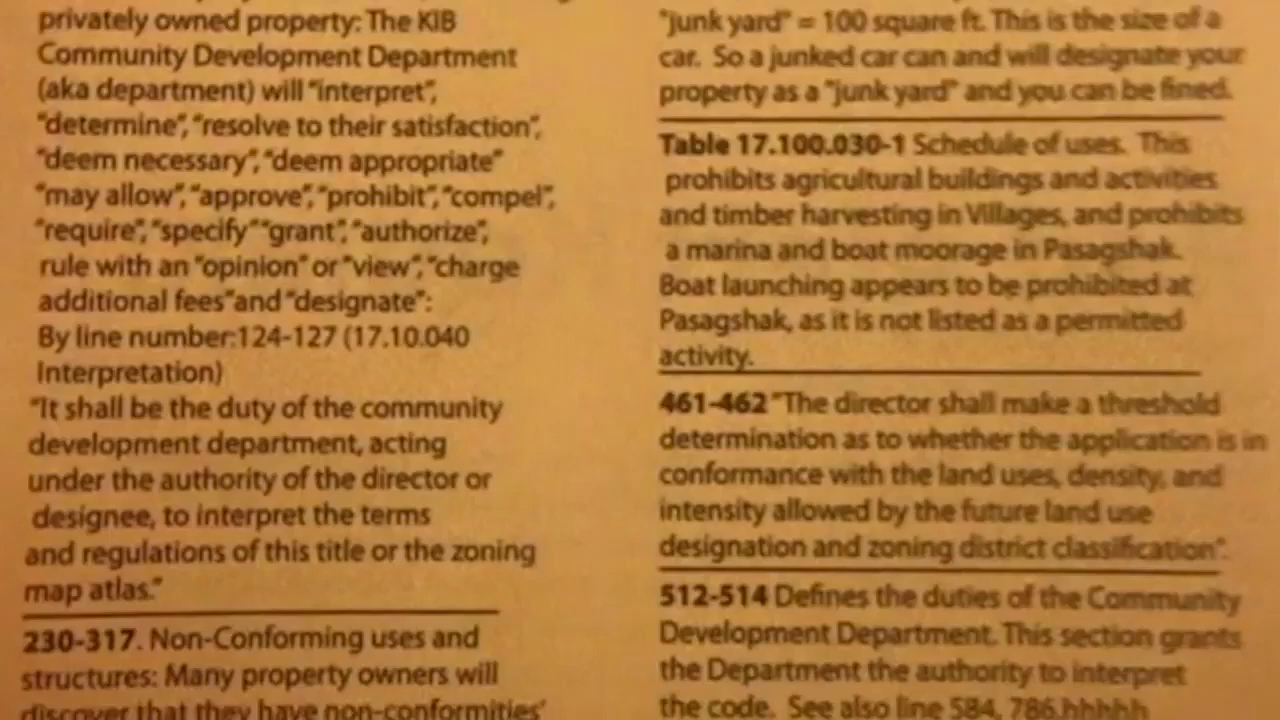 privately owned property: The KIB
Community Development Department
(aka department) will "interpret",
"determine", "resolve to their satisfaction",
"deem necessary", "deem appropriate"
"may allow", "approve", "prohibit", "compel",
"require", "specify" "grant", "authorize",
rule with an "opinion" or "view", "charge
additional fees"and "designate":
By line number:124-127 (17.10.040
Interpretation)
"It shall be the duty of the community
development department, acting
under the authority of the director or
designee, to interpret the terms
and regulations of this title or the zoning
map atlas."
230-317. Non-Conforming uses and
structures: Many property owners will
discover that they have non-conformities'
"junk yard" = 100 square ft. This is the size of a
car. So a junked car can and will designate your
property as a "junk yard" and you can be fined.
Table 17.100.030-1 Schedule of uses. This
prohibits agricultural buildings and activities
and timber harvesting in Villages, and prohibits
a marina and boat moorage in Pasagshak.
Boat launching appears to be prohibited at
Pasagshak, as it is not listed as a permitted
activity.
461-462 "The director shall make a threshold
determination as to whether the application is in
conformance with the land uses, density, and
intensity allowed by the future land use
designation and zoning district classification".
512-514 Defines the duties of the Community
Development Department. This section grants
the Department the authority to interpret
the code. See also line 584, 786.hhhhh